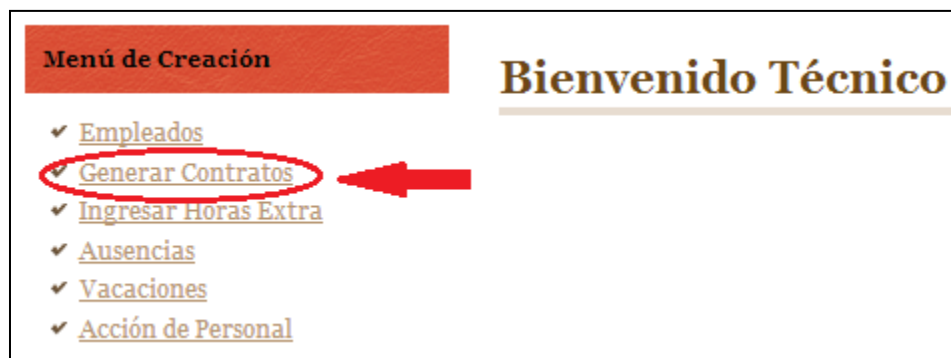 Menú de Creación
Bienvenido Técnico
Empleados
Generar Contratos
Ingresar Horas Extra
Ausencias
Vacaciones
Acción de Personal